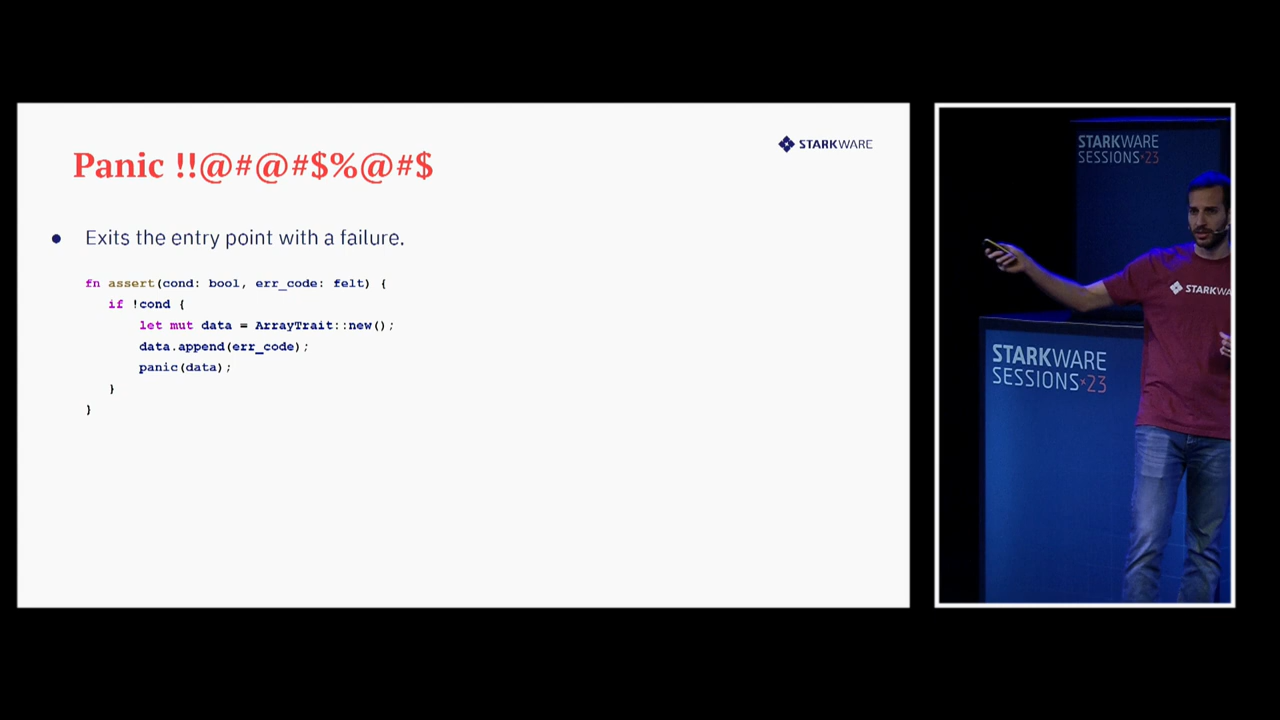 Panic !!@#@#$%@#$
STARKWARE
● Exits the entry point with a failure.
fn assert(cond: bool, err_code: felt) {
if !cond {
let mut data = ArrayTrait::new();
data.append(err_code);
panic(data);
}
}
STARKWARE
SESSIONS×23
STARKWA
STARKWARE
SESSIONS×23